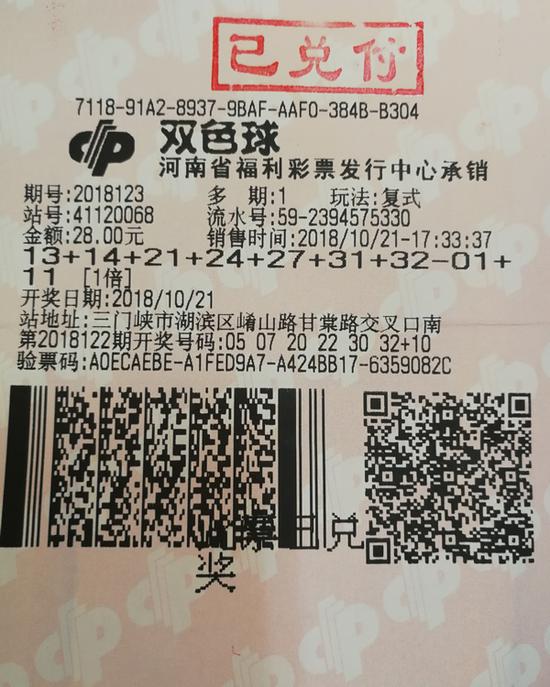 已兑付
7118-91A2-8937-9BAF-AAF0-384B-B304
双色球
河南省福利彩票发行中心承销
期号:2018123 多 期:1 玩法:复式
站号:41120068 流水号:59-2394575330
金额:28.00元 销售时间:2018/10/21-17:33:37
13+14+21+24+27+31+32-01+
11 [1倍]
开奖日期:2018/10/21
站地址:三门峡市湖滨区崤山路甘棠路交叉口南
第2018122期开奖号码:05 07 20 22 30 32+10
验票码:A0ECAEBE-A1FED9A7-A424BB17-6359082C
兑
奖